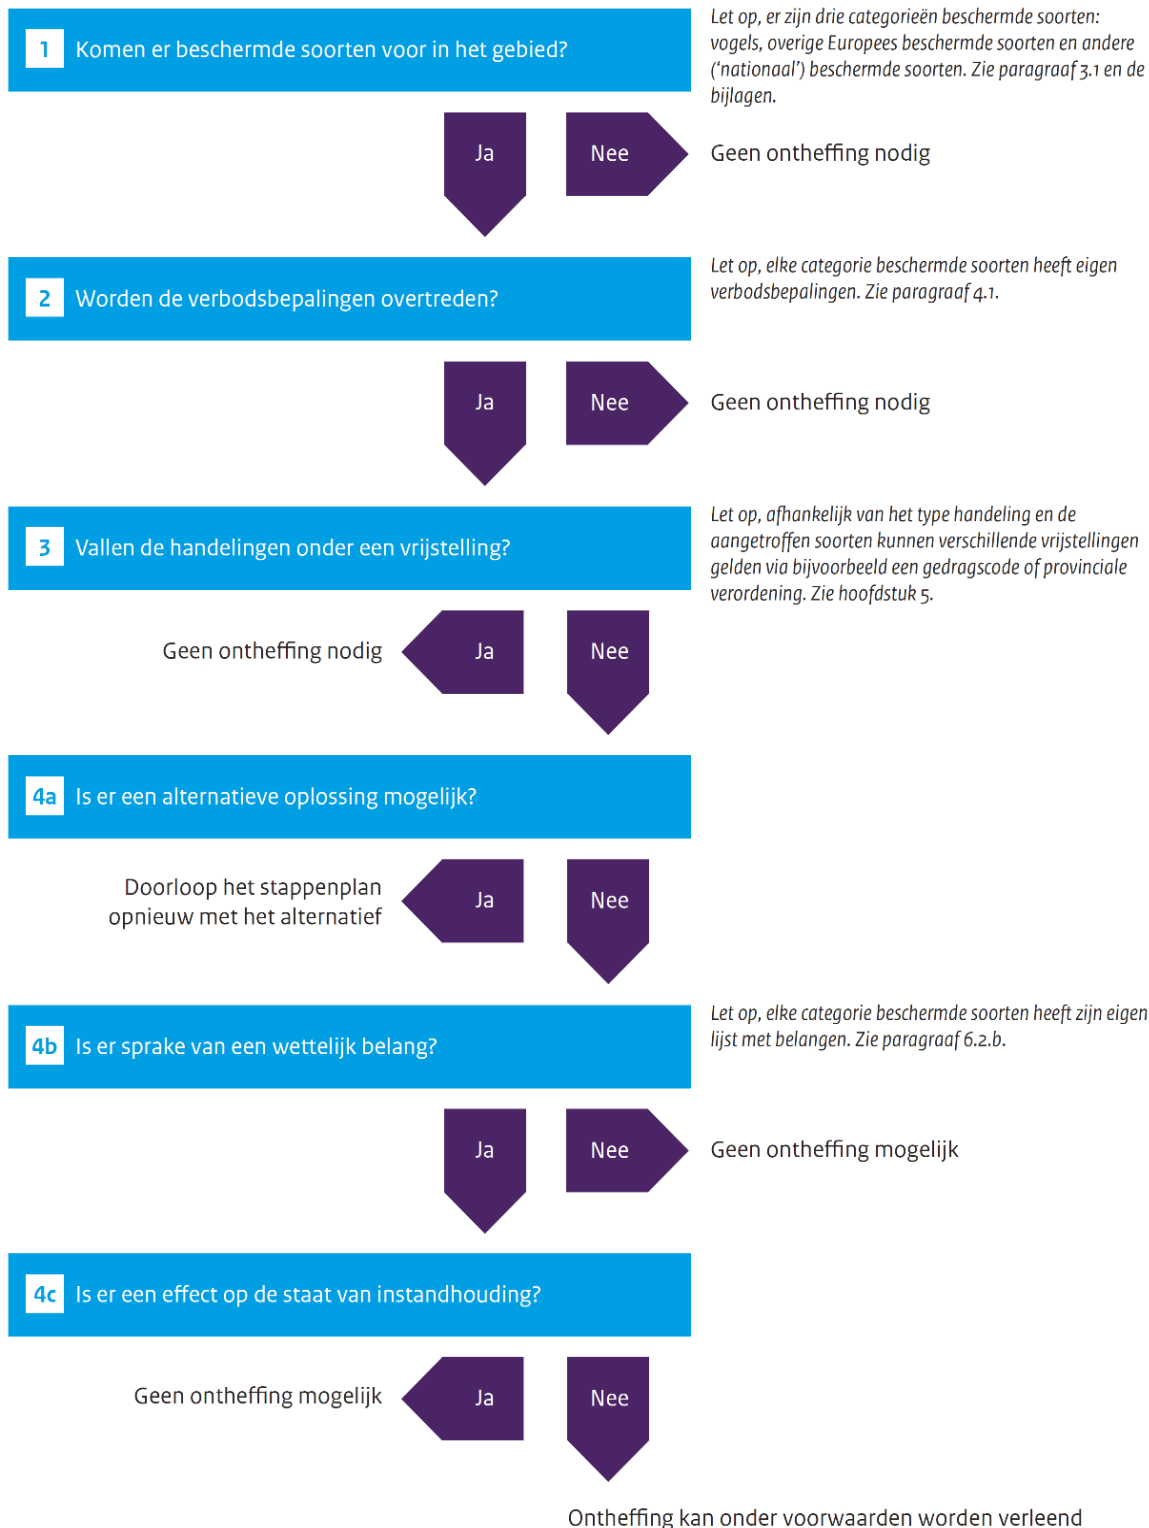 1 Komen er beschermde soorten voor in het gebied?
Let op, er zijn drie categorieën beschermde soorten:
vogels, overige Europees beschermde soorten en andere
(‘nationaal’) beschermde soorten. Zie paragraaf 3.1 en de
bijlagen.
Ja
Nee
Geen ontheffing nodig
2 Worden de verbodsbepalingen overtreden?
Let op, elke categorie beschermde soorten heeft eigen
verbodsbepalingen. Zie paragraaf 4.1.
Ja
Nee
Geen ontheffing nodig
3 Vallen de handelingen onder een vrijstelling?
Let op, afhankelijk van het type handeling en de
aangetroffen soorten kunnen verschillende vrijstellingen
gelden via bijvoorbeeld een gedragscode of provinciale
verordening. Zie hoofdstuk 5.
Geen ontheffing nodig
Ja
Nee
4a Is er een alternatieve oplossing mogelijk?
Doorloop het stappenplan
opnieuw met het alternatief
Ja
Nee
4b Is er sprake van een wettelijk belang?
Let op, elke categorie beschermde soorten heeft zijn eigen
lijst met belangen. Zie paragraaf 6.2.b.
Ja
Nee
Geen ontheffing mogelijk
4c Is er een effect op de staat van instandhouding?
Geen ontheffing mogelijk
Ja
Nee
Ontheffing kan onder voorwaarden worden verleend